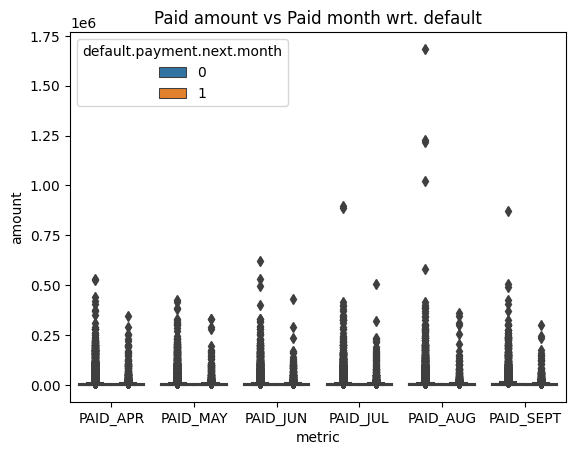 Paid amount vs Paid month wrt. default
1e6
1.75
1.50
1.25
1.00
0.75
0.50
0.25
0.00
amount
default.payment.next.month
0
1
PAID_APR PAID_MAY PAID_JUN PAID_JUL PAID_AUG PAID_SEPT
metric